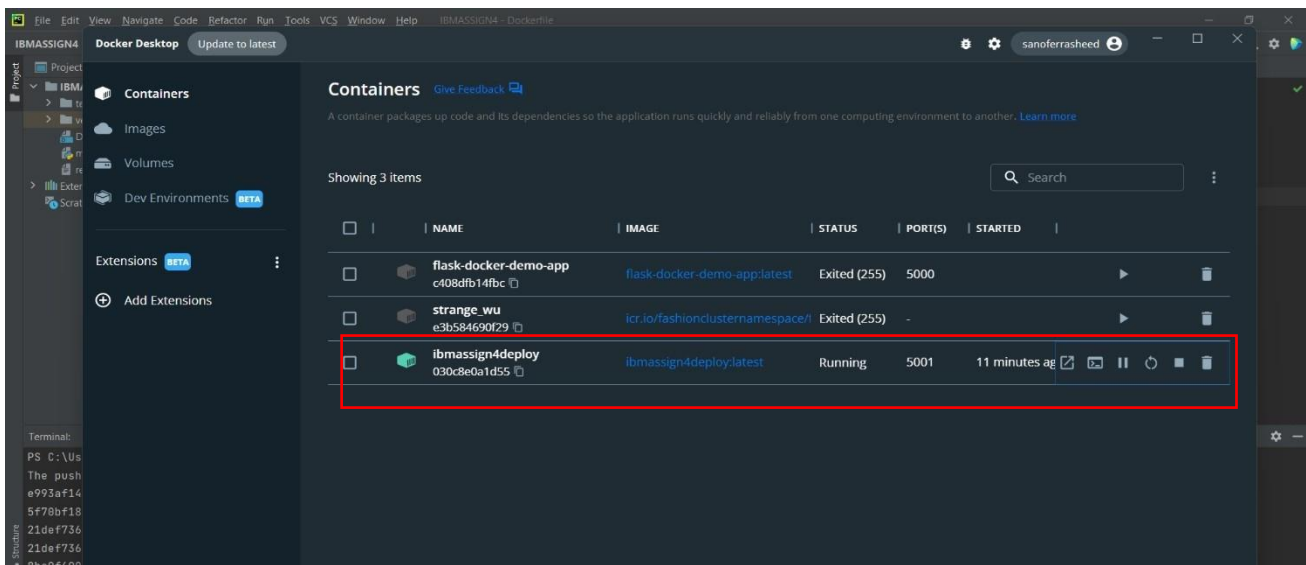 File Edit View Navigate Code Refactor Run Tools VCS Window Help IBMASSIGN4 - Dockerfile
IBMASSIGN4
Docker Desktop Update to latest sanoferrasheed
Project
Project
Containers
Images
Volumes
Dev Environments BETA
Extensions BETA
Add Extensions
Containers Give Feedback
A container packages up code and its dependencies so the application runs quickly and reliably from one computing environment to another. Learn more
Showing 3 items
Search
NAME IMAGE STATUS PORT(S) STARTED
flask-docker-demo-app flask-docker-demo-app:latest Exited (255) 5000
c408dfb14fbc
strange_wu icr.io/fashionclusternamespace/ Exited (255) -
e3b584690f29
ibmassign4deploy ibmassign4deploy:latest Running 5001 11 minutes ag
030c8e0a1d55
Terminal:
PS C:\Us
The push
e993af14
5f70bf18
21def736
21def736
Structure